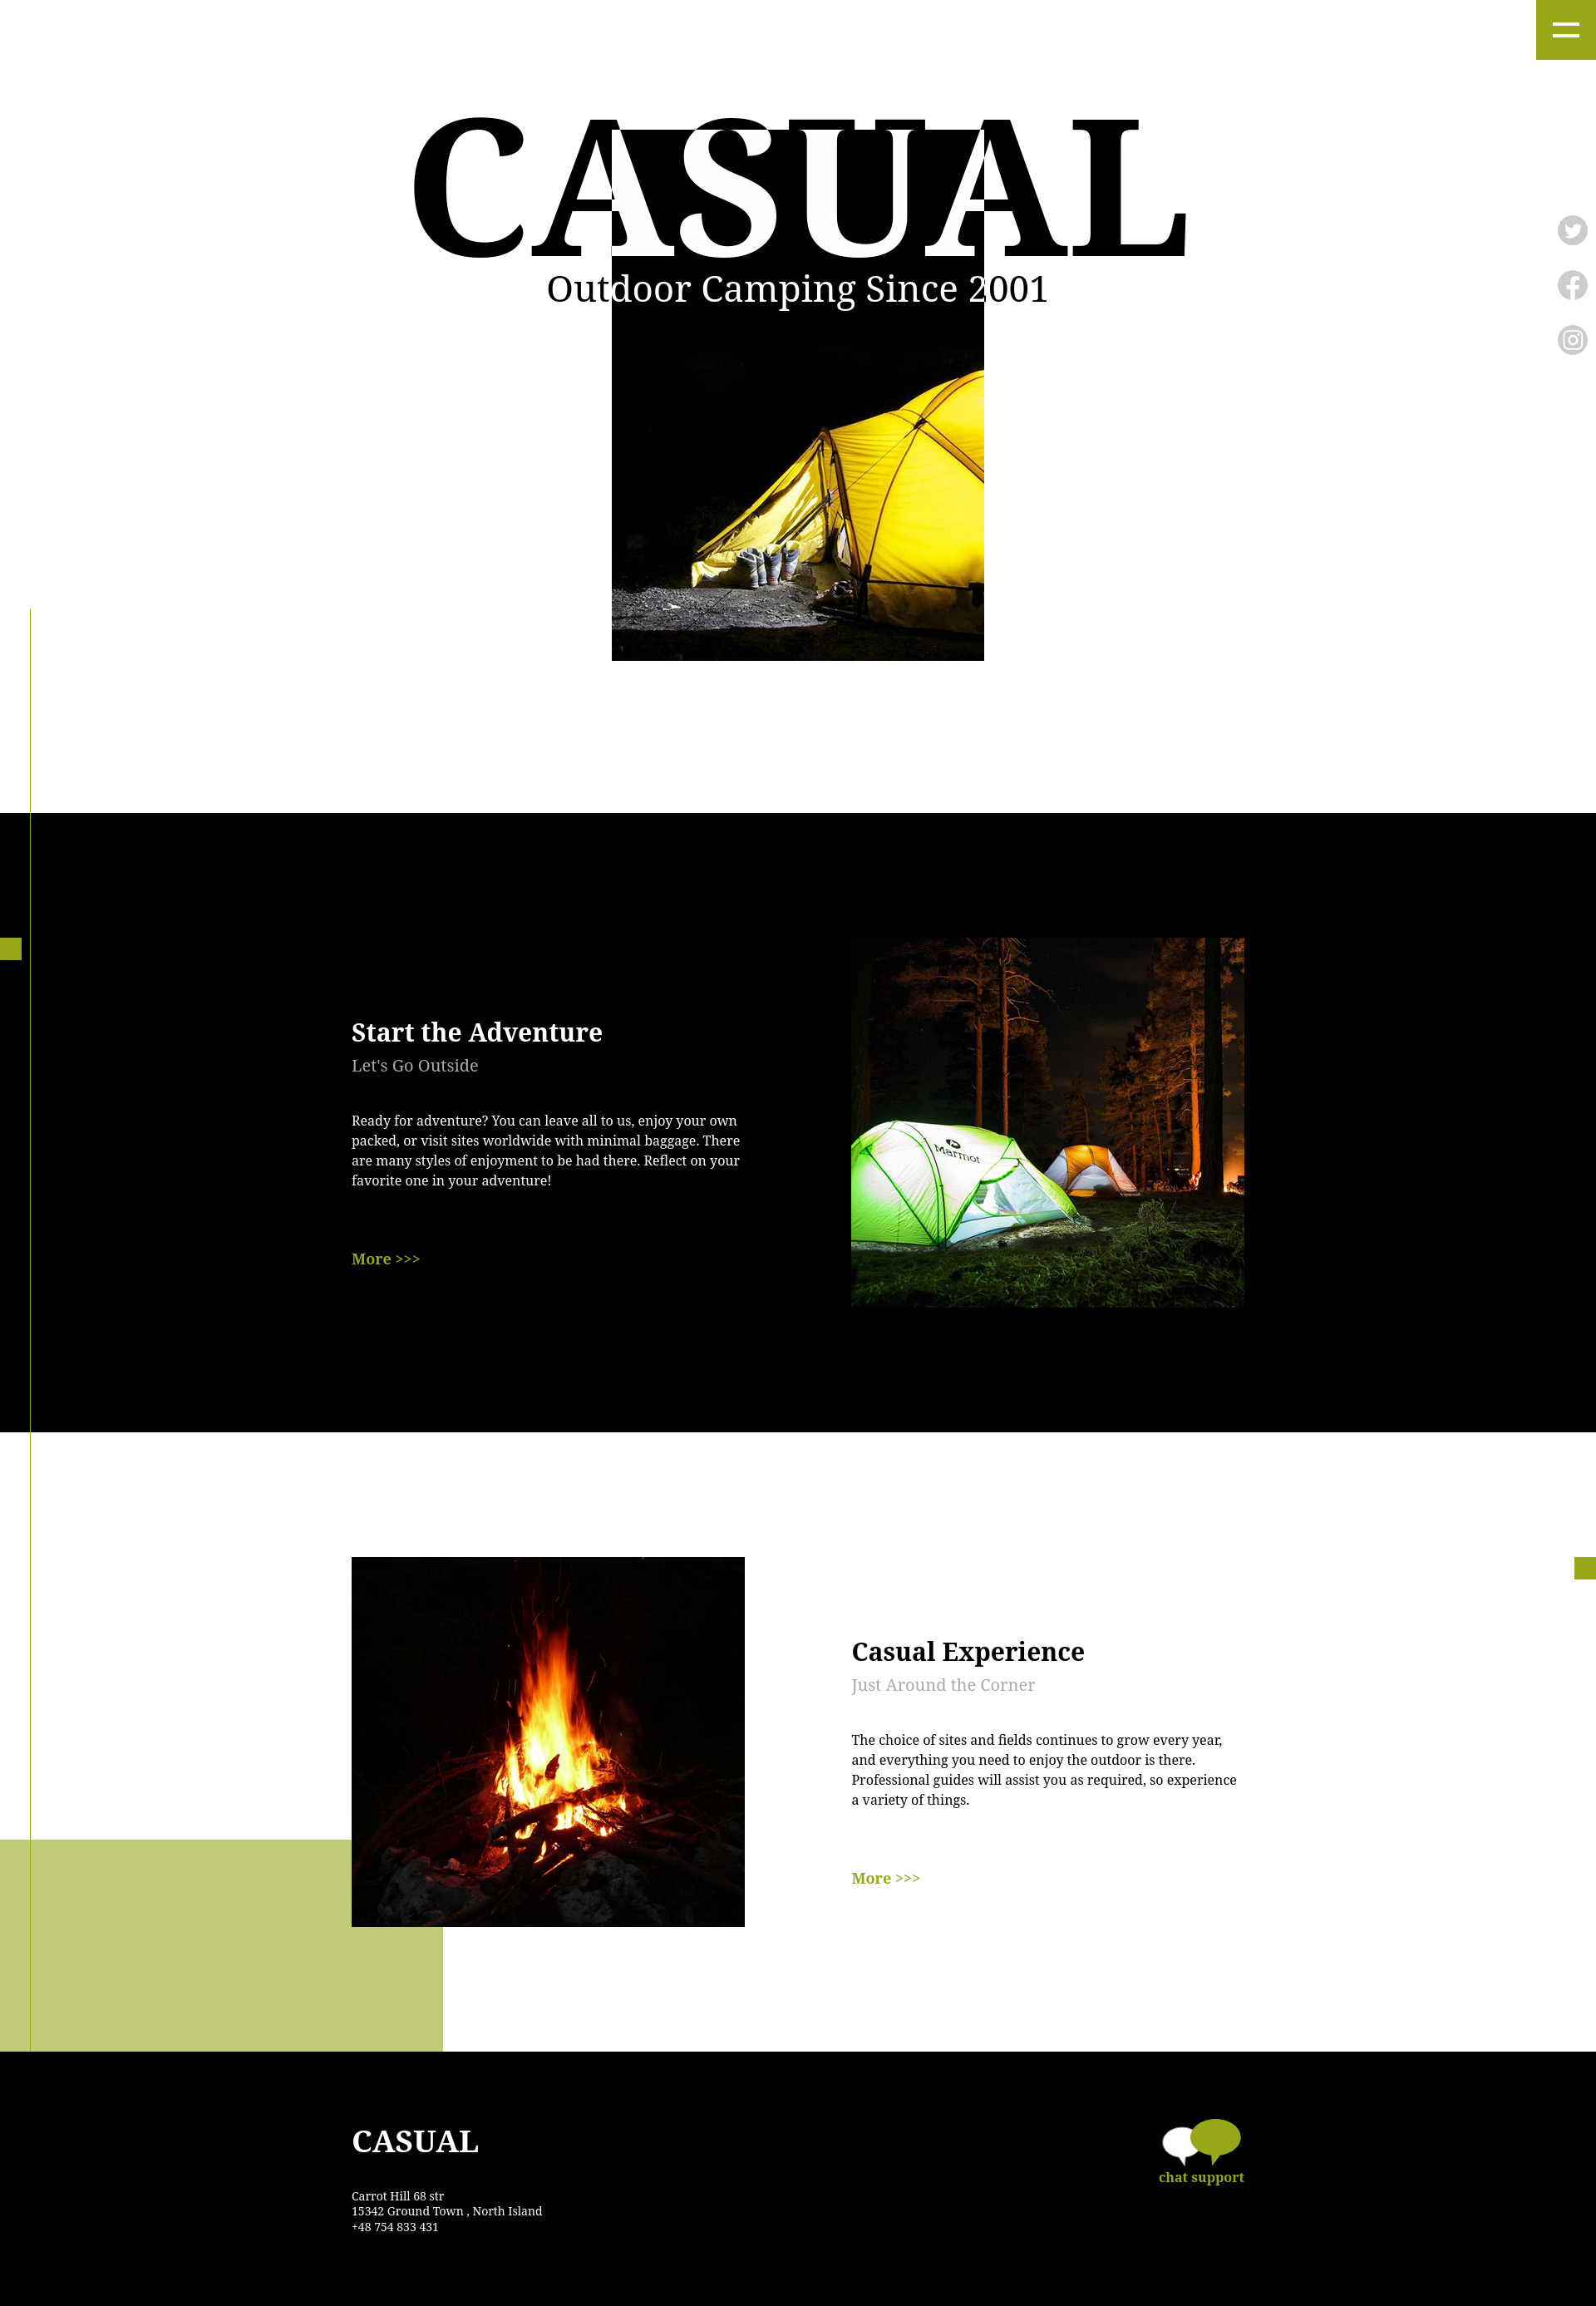 CASUAL
Outdoor Camping Since 2001
Start the Adventure
Let's Go Outside
Ready for adventure? You can leave all to us, enjoy your own
packed, or visit sites worldwide with minimal baggage. There
are many styles of enjoyment to be had there. Reflect on your
favorite one in your adventure!
More >>>
Marmot
Casual Experience
Just Around the Corner
The choice of sites and fields continues to grow every year,
and everything you need to enjoy the outdoor is there.
Professional guides will assist you as required, so experience
a variety of things.
More >>>
CASUAL
Carrot Hill 68 str
15342 Ground Town , North Island
+48 754 833 431
chat support